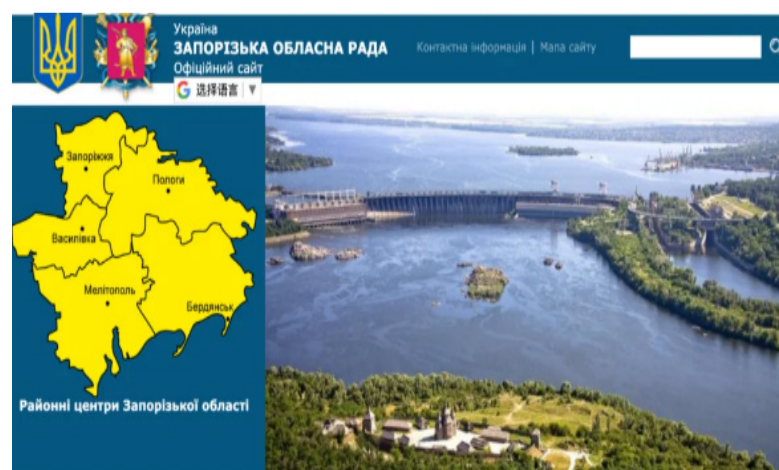 Україна
ЗАПОРІЗЬКА ОБЛАСНА РАДА
Офіційний сайт
Контактна інформація | Мапа сайту
选择语言 ▼
Запоріжжя
Пологи
Василівка
Мелітополь
Бердянськ
Районні центри Запорізької області